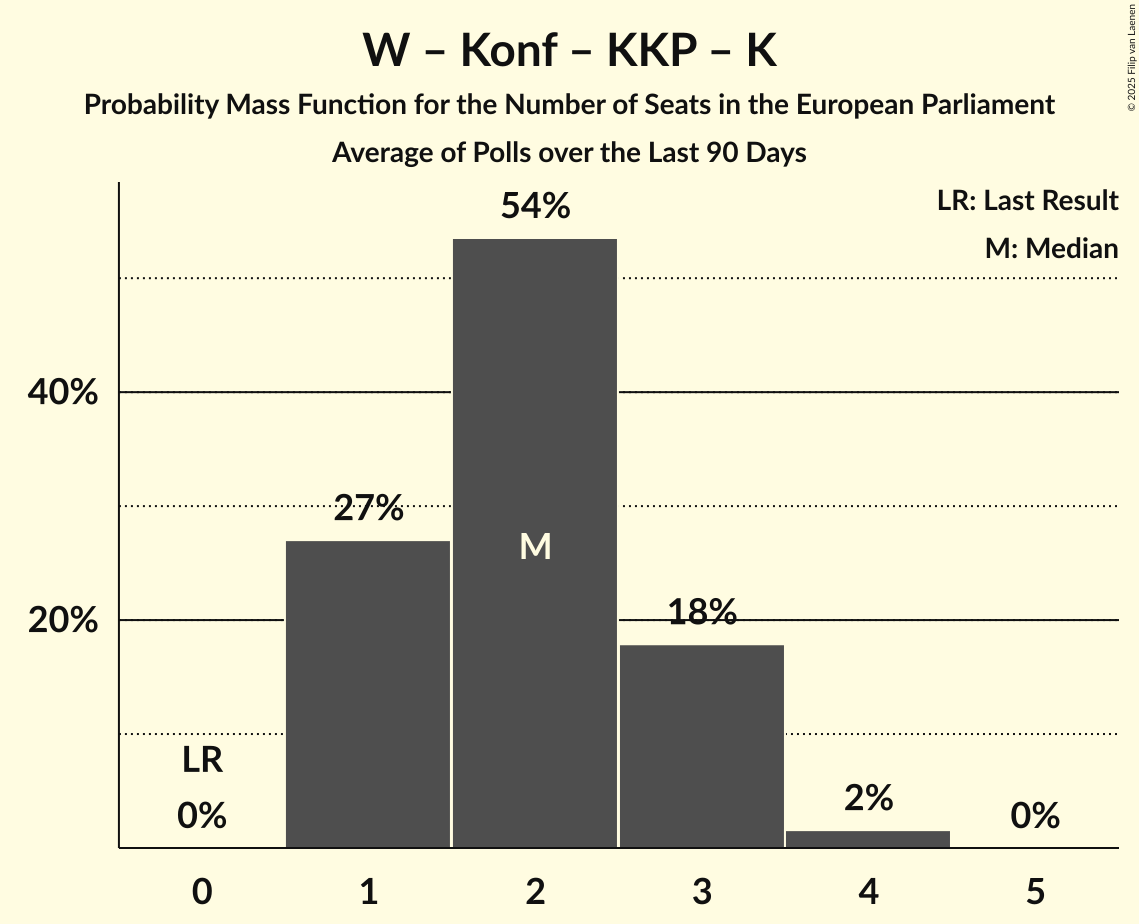 W – Konf – KKP – K
Probability Mass Function for the Number of Seats in the European Parliament
Average of Polls over the Last 90 Days
© 2025 Filip van Laenen
LR: Last Result
M: Median
54%
40%
27%
M
20%
18%
LR
0%
2%
0%
0 1 2 3 4 5